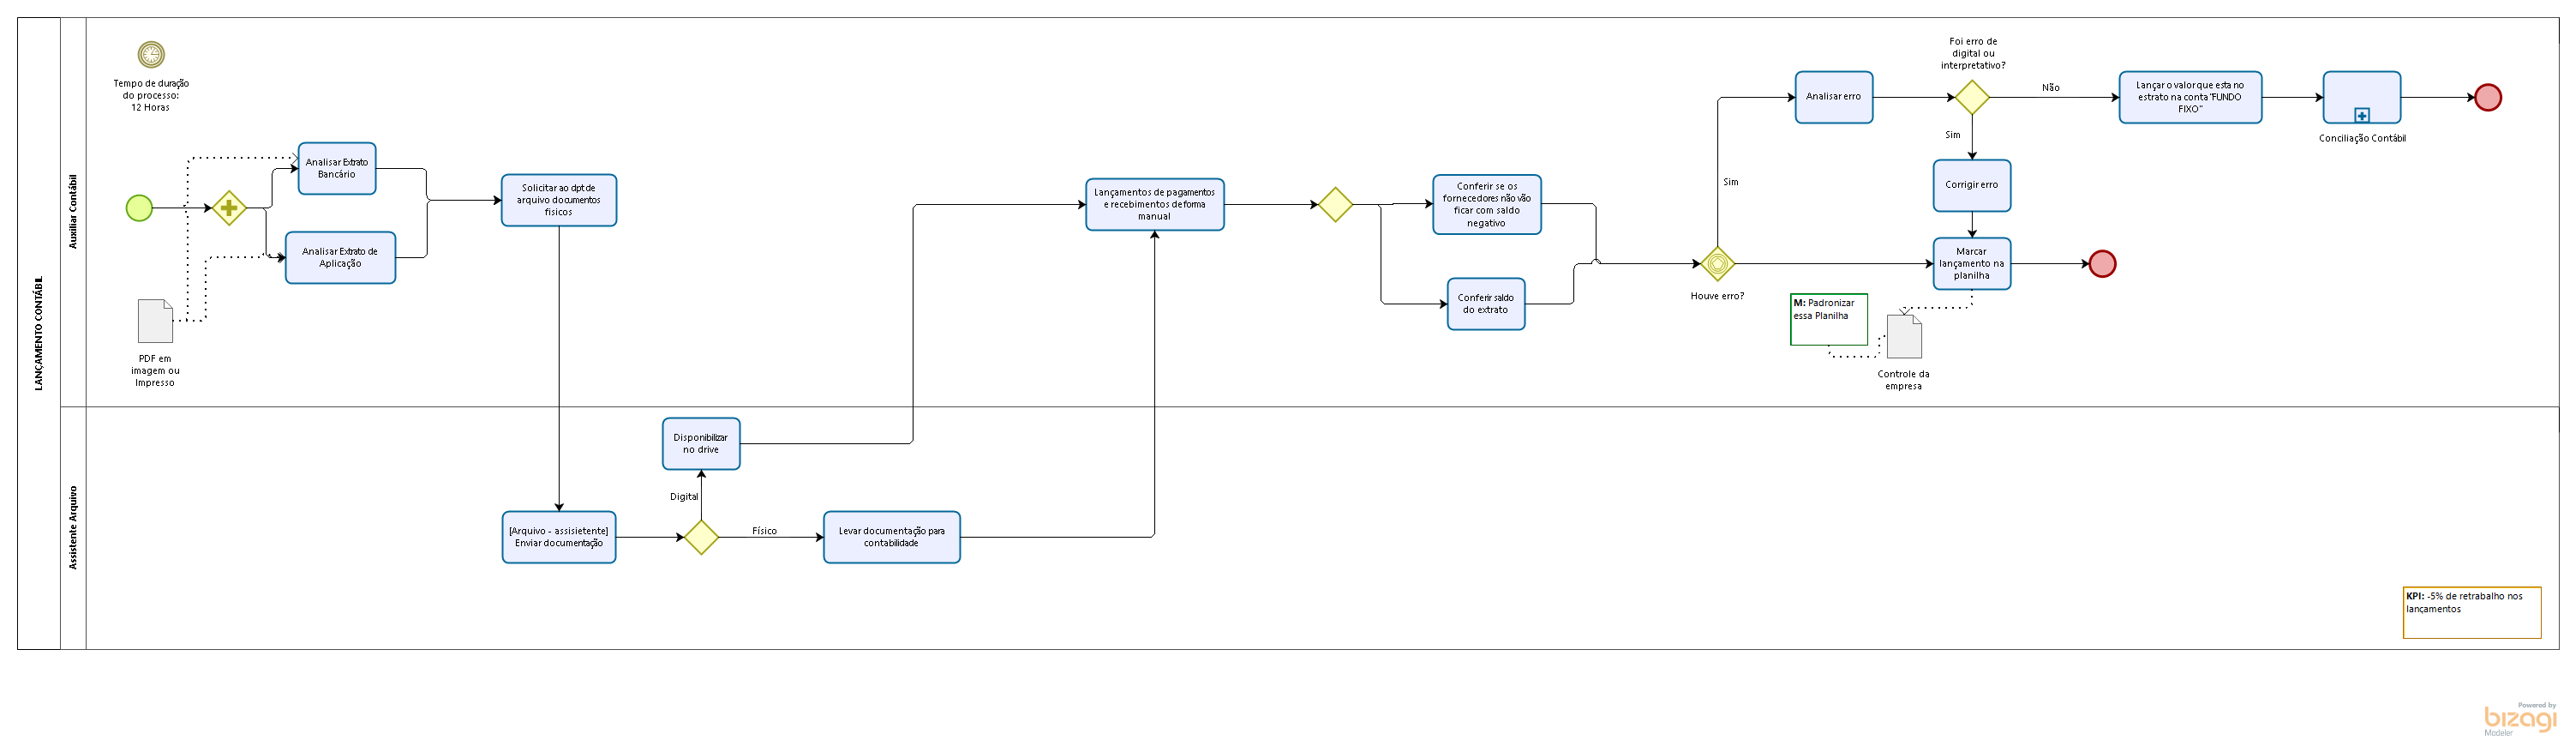 LANÇAMENTO CONTÁBIL
Auxiliar Contábil
Tempo de duração
do processo:
12 Horas
Analisar Extrato
Bancário
Analisar Extrato de
Aplicação
PDF em
imagem ou
Impresso
Solicitar ao dpt de
arquivo documentos
fisicos
Lançamentos de pagamentos
e recebimentos de forma
manual
Conferir se os
fornecedores não vão
ficar com saldo
negativo
Conferir saldo
do extrato
Houve erro?
Sim
Analisar erro
Foi erro de
digital ou
interpretativo?
Não
Sim
Lançar o valor que esta no
estrato na conta "FUNDO
FIXO"
Conciliação Contábil
Corrigir erro
Marcar
lançamento na
planilha
M: Padronizar
essa Planilha
Controle da
empresa
Assistente Arquivo
Disponibilizar
no drive
Digital
[Arquivo - assisietente]
Enviar documentação
Físico
Levar documentação para
contabilidade
KPI: -5% de retrabalho nos
lançamentos
Powered by
bizagi
Modeler